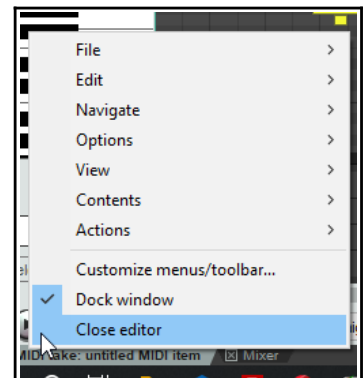 File
Edit
Navigate
Options
View
Contents
Actions
Customize menus/toolbar...
Dock window
Close editor
take: untitled MIDI item
Mixer